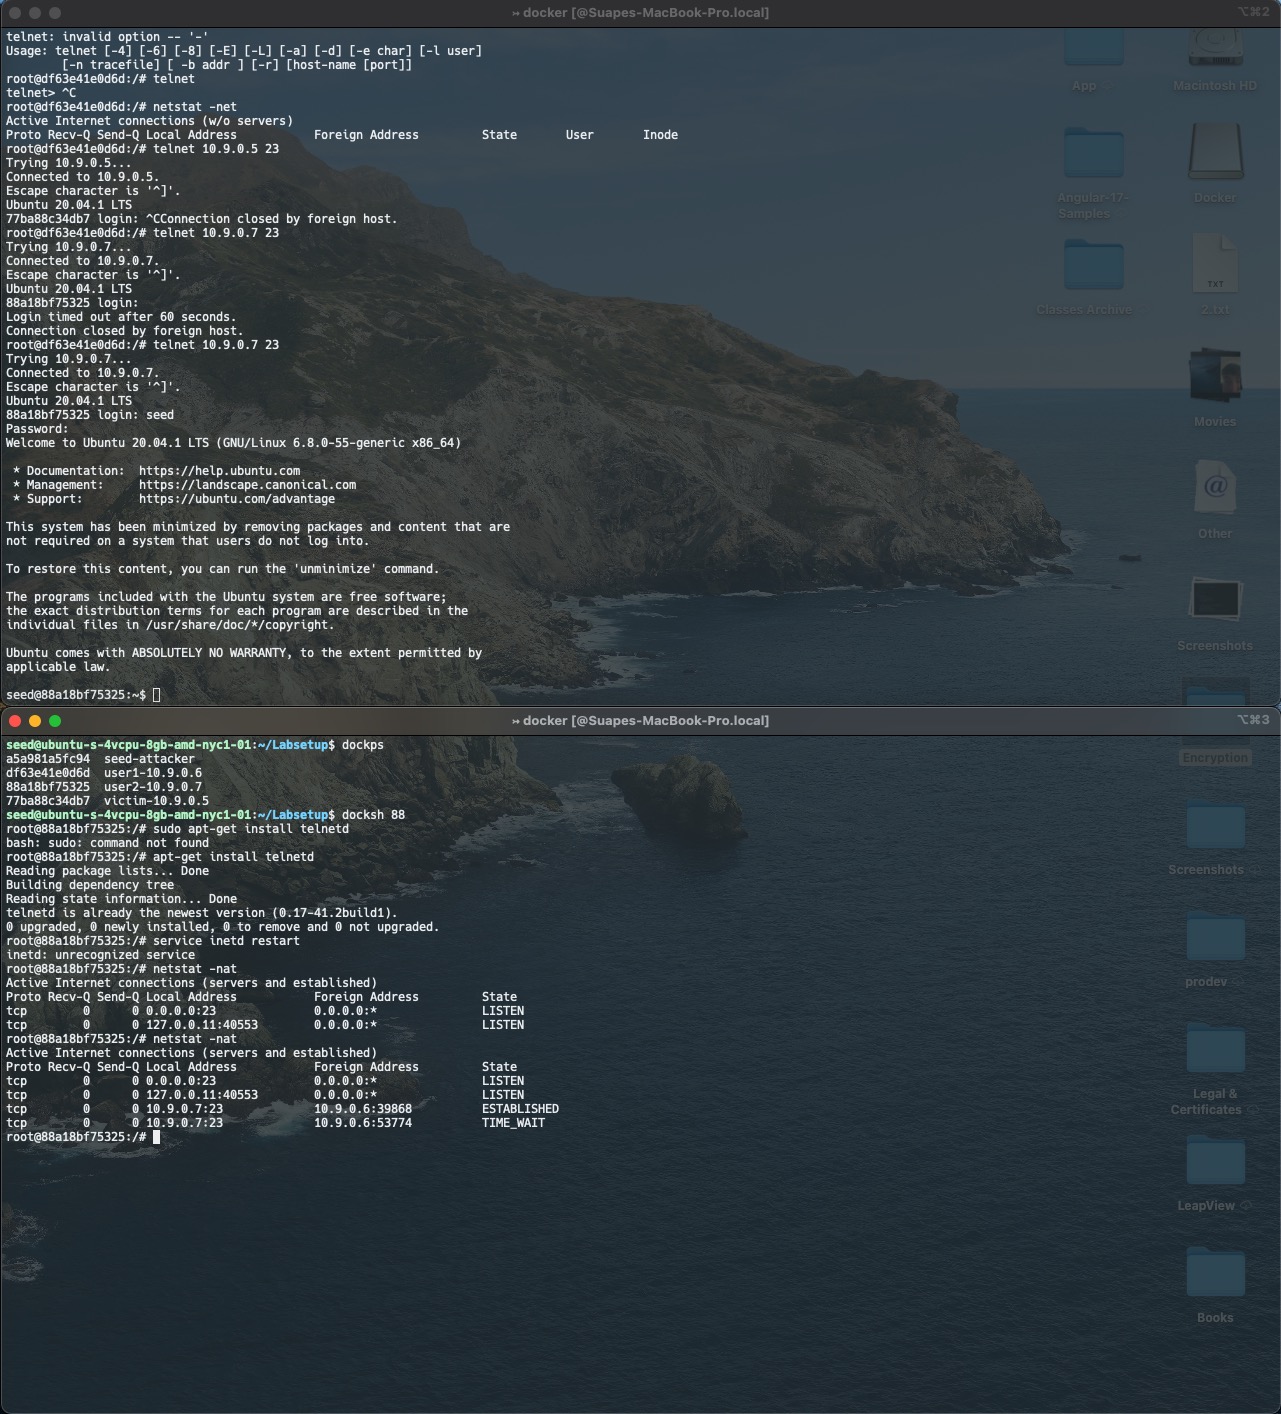 ↣ docker [@Suapes-MacBook-Pro.local]
⌥⌘2
telnet: invalid option -- '-'
Usage: telnet [-4] [-6] [-8] [-E] [-L] [-a] [-d] [-e char] [-l user]
        [-n tracefile] [ -b addr ] [-r] [host-name [port]]
root@df63e41e0d6d:/# telnet
telnet> ^C
root@df63e41e0d6d:/# netstat -net
Active Internet connections (w/o servers)
Proto Recv-Q Send-Q Local Address           Foreign Address         State       User       Inode
root@df63e41e0d6d:/# telnet 10.9.0.5 23
Trying 10.9.0.5...
Connected to 10.9.0.5.
Escape character is '^]'.
Ubuntu 20.04.1 LTS
77ba88c34db7 login: ^CConnection closed by foreign host.
root@df63e41e0d6d:/# telnet 10.9.0.7 23
Trying 10.9.0.7...
Connected to 10.9.0.7.
Escape character is '^]'.
Ubuntu 20.04.1 LTS
88a18bf75325 login:
Login timed out after 60 seconds.
Connection closed by foreign host.
root@df63e41e0d6d:/# telnet 10.9.0.7 23
Trying 10.9.0.7...
Connected to 10.9.0.7.
Escape character is '^]'.
Ubuntu 20.04.1 LTS
88a18bf75325 login: seed
Password:
Welcome to Ubuntu 20.04.1 LTS (GNU/Linux 6.8.0-55-generic x86_64)
 * Documentation:  https://help.ubuntu.com
 * Management:     https://landscape.canonical.com
 * Support:        https://ubuntu.com/advantage
This system has been minimized by removing packages and content that are
not required on a system that users do not log into.
To restore this content, you can run the 'unminimize' command.
The programs included with the Ubuntu system are free software;
the exact distribution terms for each program are described in the
individual files in /usr/share/doc/*/copyright.
Ubuntu comes with ABSOLUTELY NO WARRANTY, to the extent permitted by
applicable law.
seed@88a18bf75325:~$
App
Macintosh HD
Angular-17-
Samples
Docker
TXT
Classes Archive
2.txt
Movies
@
Other
Screenshots
↣ docker [@Suapes-MacBook-Pro.local]
⌥⌘3
seed@ubuntu-s-4vcpu-8gb-amd-nyc1-01:~/Labsetup$ dockps
a5a981a5fc94  seed-attacker
df63e41e0d6d  user1-10.9.0.6
88a18bf75325  user2-10.9.0.7
77ba88c34db7  victim-10.9.0.5
seed@ubuntu-s-4vcpu-8gb-amd-nyc1-01:~/Labsetup$ docksh 88
root@88a18bf75325:/# sudo apt-get install telnetd
bash: sudo: command not found
root@88a18bf75325:/# apt-get install telnetd
Reading package lists... Done
Building dependency tree
Reading state information... Done
telnetd is already the newest version (0.17-41.2build1).
0 upgraded, 0 newly installed, 0 to remove and 0 not upgraded.
root@88a18bf75325:/# service inetd restart
inetd: unrecognized service
root@88a18bf75325:/# netstat -nat
Active Internet connections (servers and established)
Proto Recv-Q Send-Q Local Address           Foreign Address         State
tcp        0      0 0.0.0.0:23              0.0.0.0:*               LISTEN
tcp        0      0 127.0.0.11:40553        0.0.0.0:*               LISTEN
root@88a18bf75325:/# netstat -nat
Active Internet connections (servers and established)
Proto Recv-Q Send-Q Local Address           Foreign Address         State
tcp        0      0 0.0.0.0:23              0.0.0.0:*               LISTEN
tcp        0      0 127.0.0.11:40553        0.0.0.0:*               LISTEN
tcp        0      0 10.9.0.7:23             10.9.0.6:39868          ESTABLISHED
tcp        0      0 10.9.0.7:23             10.9.0.6:53774          TIME_WAIT
root@88a18bf75325:/#
Encryption
Screenshots
prodev
Legal &
Certificates
LeapView
Books